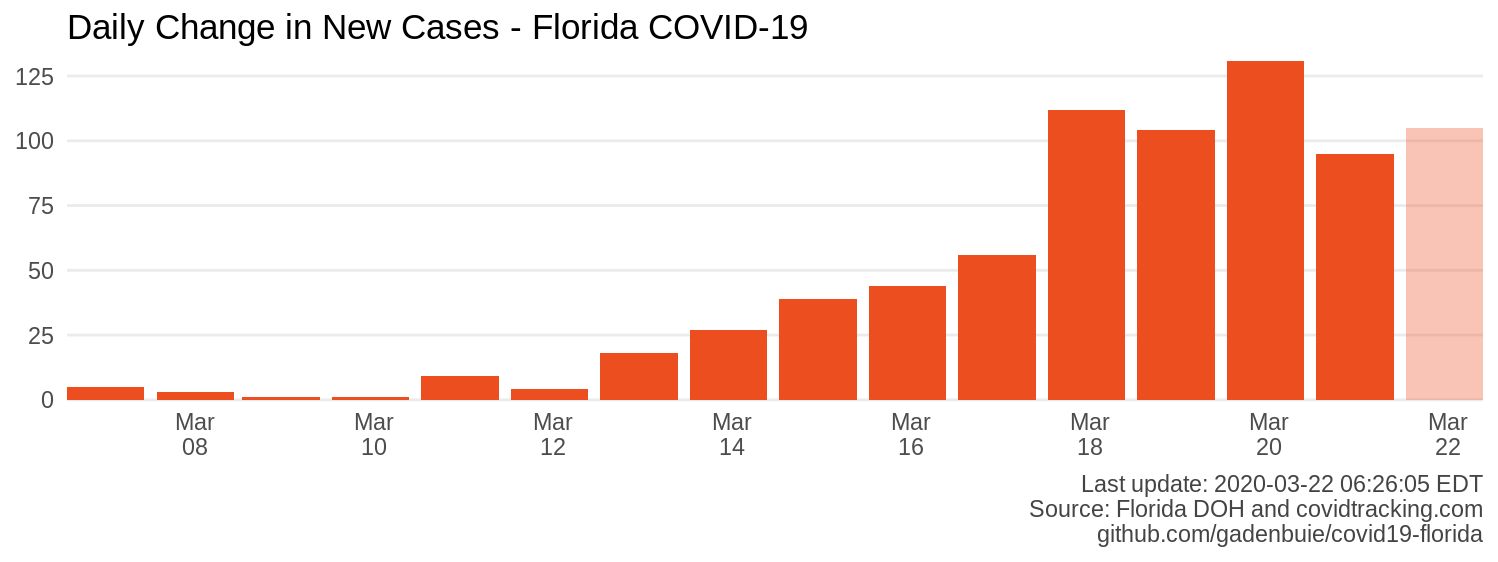 Daily Change in New Cases - Florida COVID-19
125
100
75
50
25
0
Mar
08
Mar
10
Mar
12
Mar
14
Mar
16
Mar
18
Mar
20
Mar
22
Last update: 2020-03-22 06:26:05 EDT
Source: Florida DOH and covidtracking.com
github.com/gadenbuie/covid19-florida